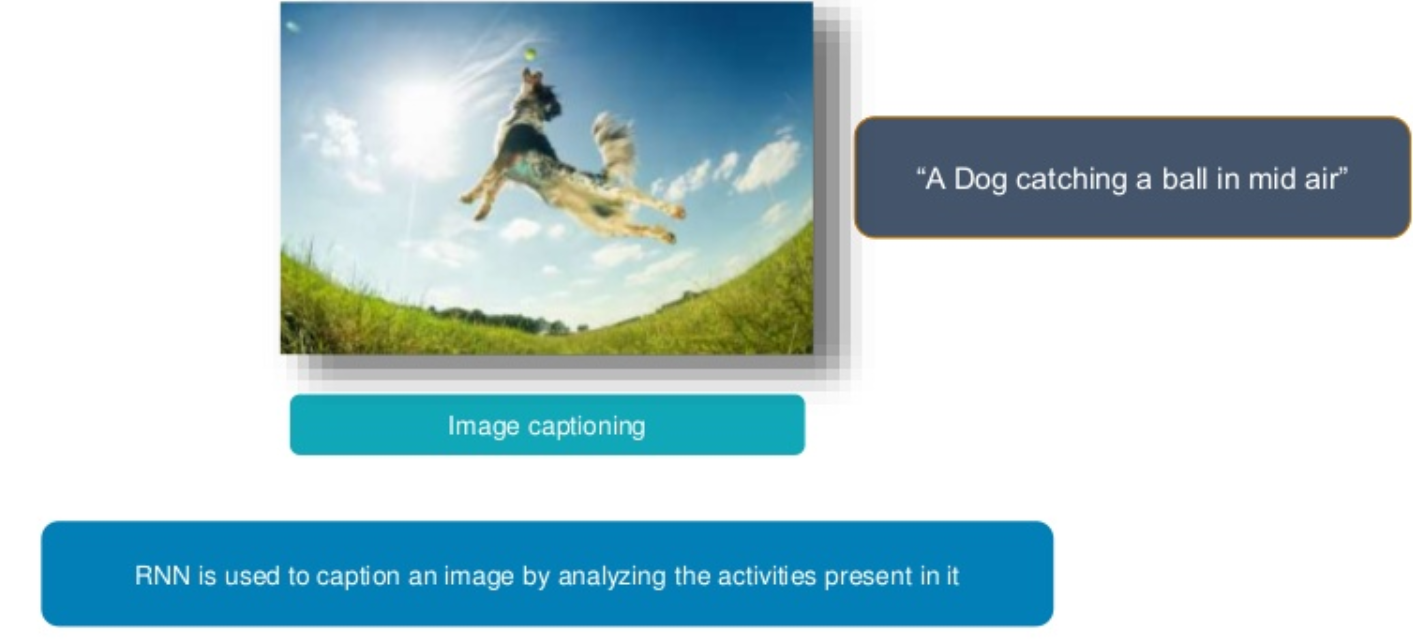 “A Dog catching a ball in mid air”
Image captioning
RNN is used to caption an image by analyzing the activities present in it